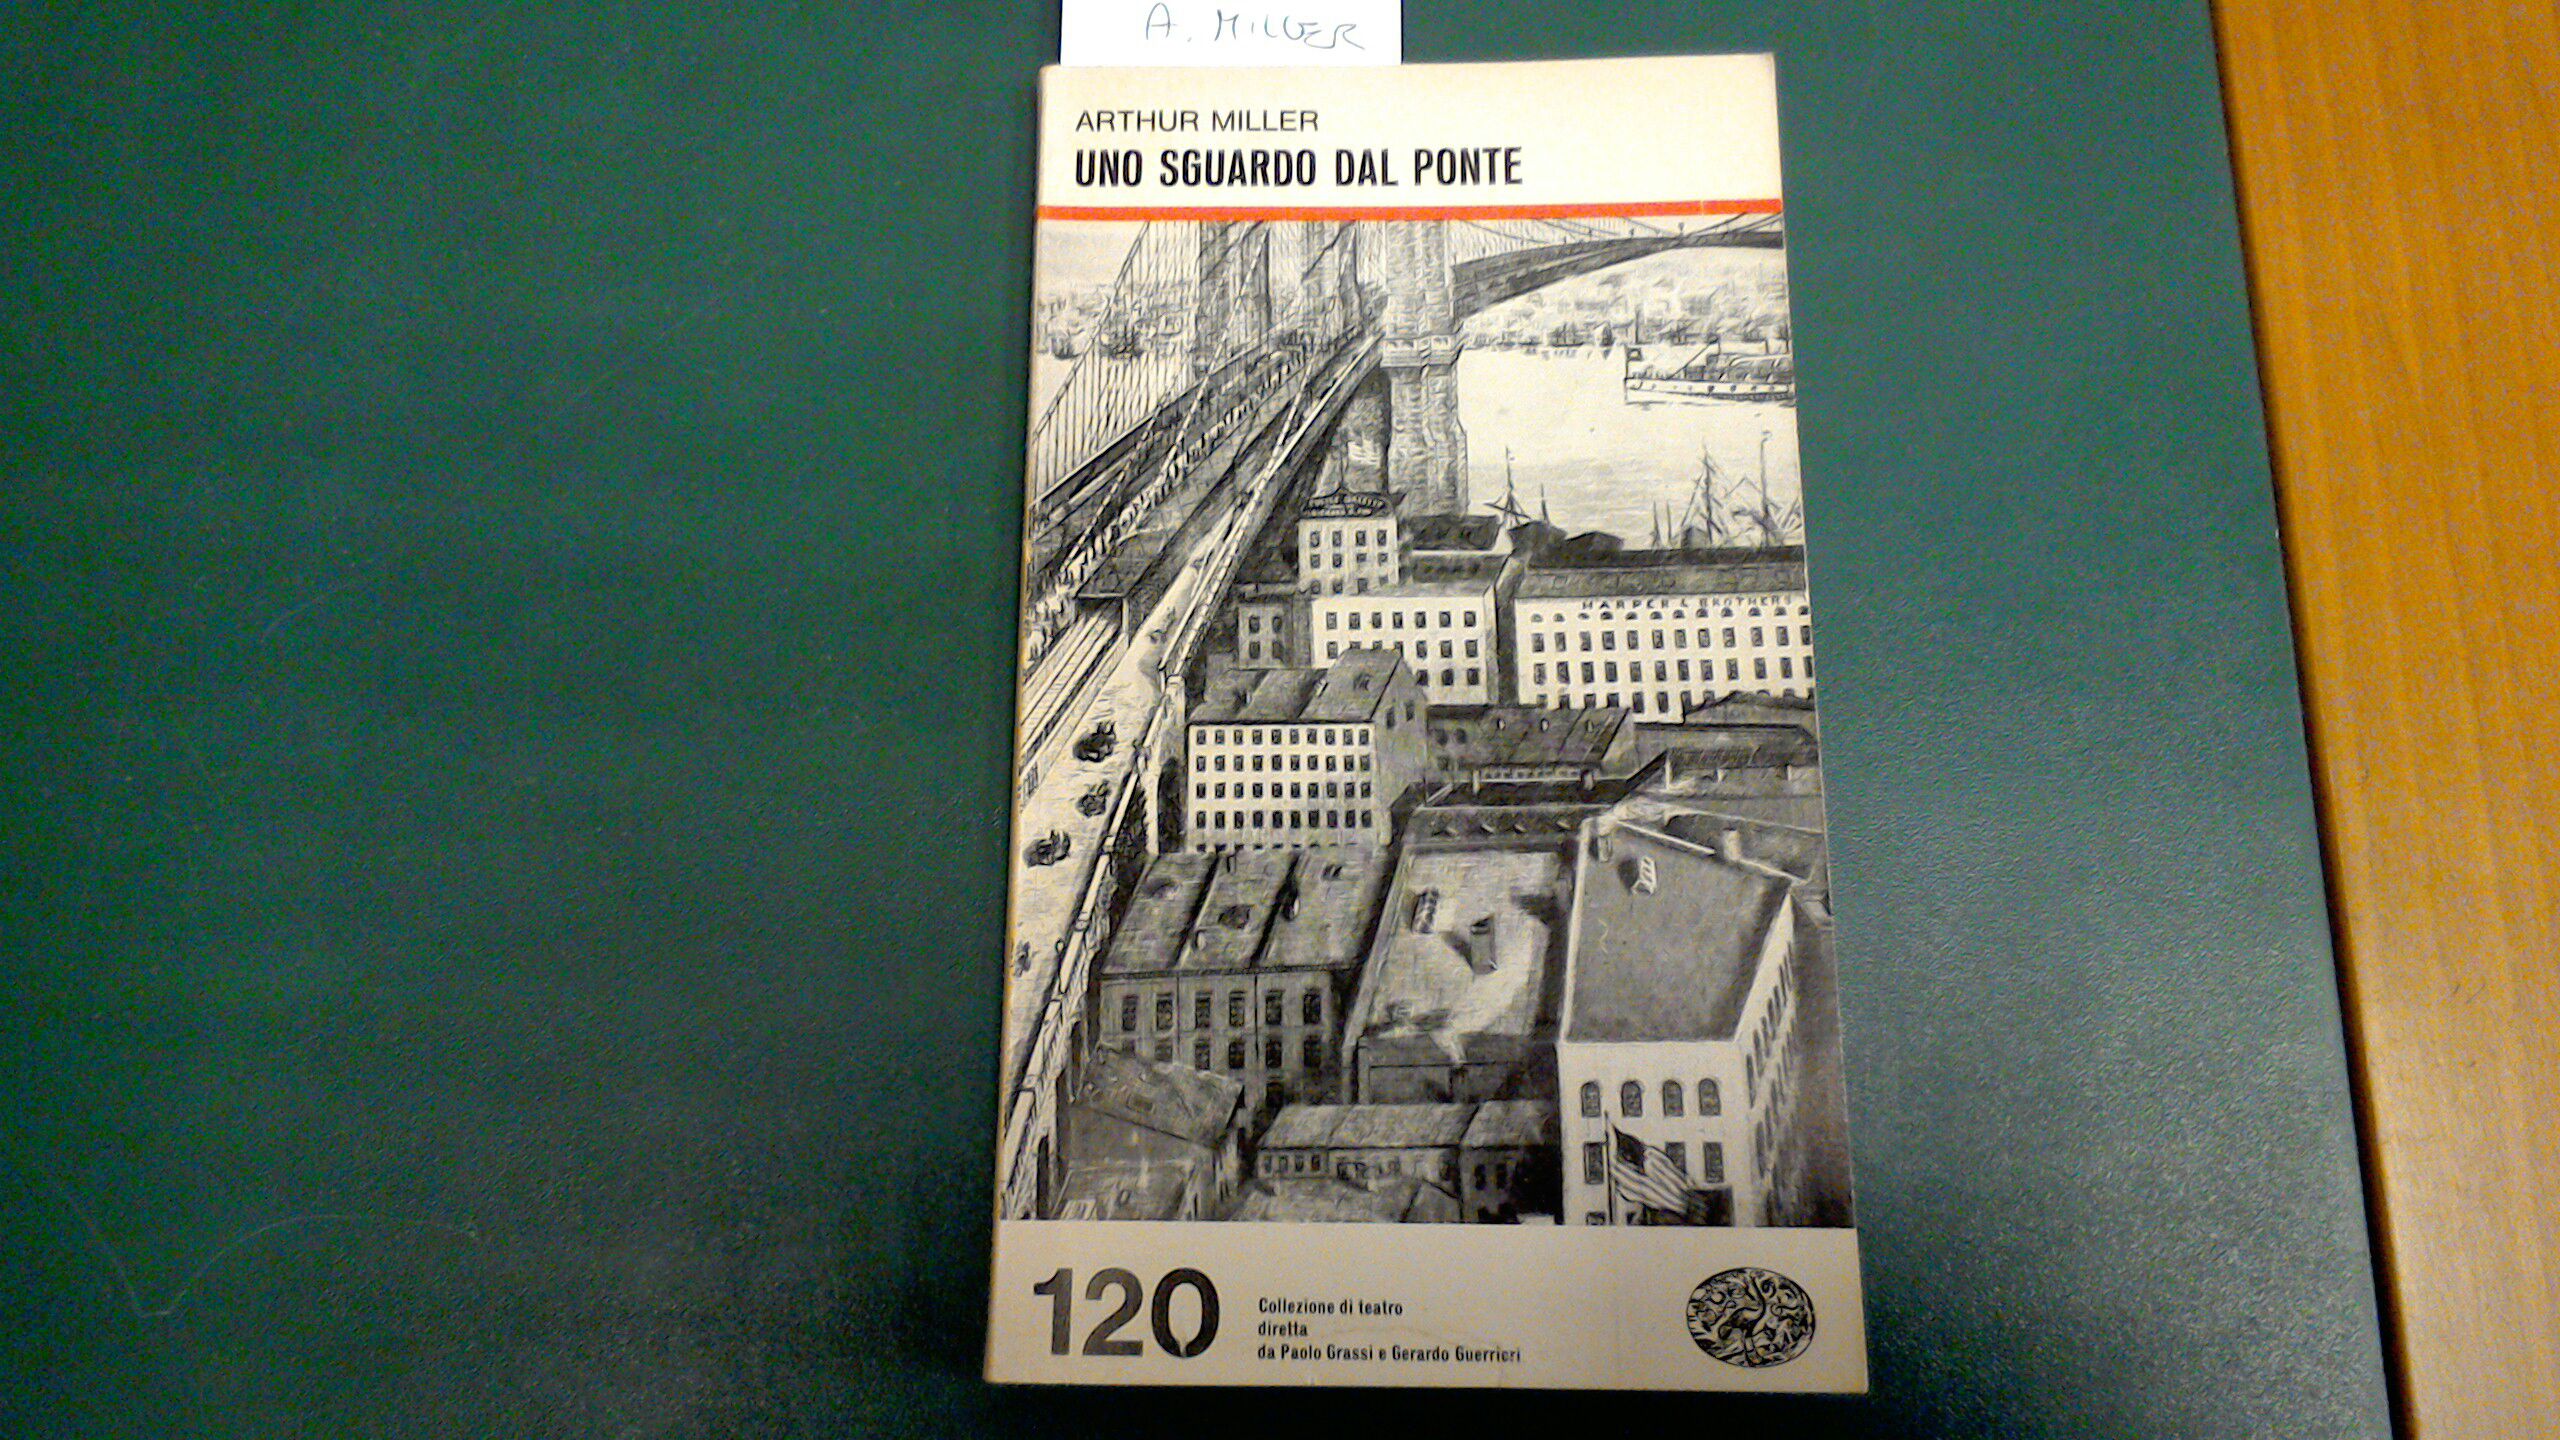 A. MILLER
ARTHUR MILLER
UNO SGUARDO DAL PONTE
HARPER & BROTHERS
120
Collezione di teatro
diretta
da Paolo Grassi e Gerardo Guerrieri